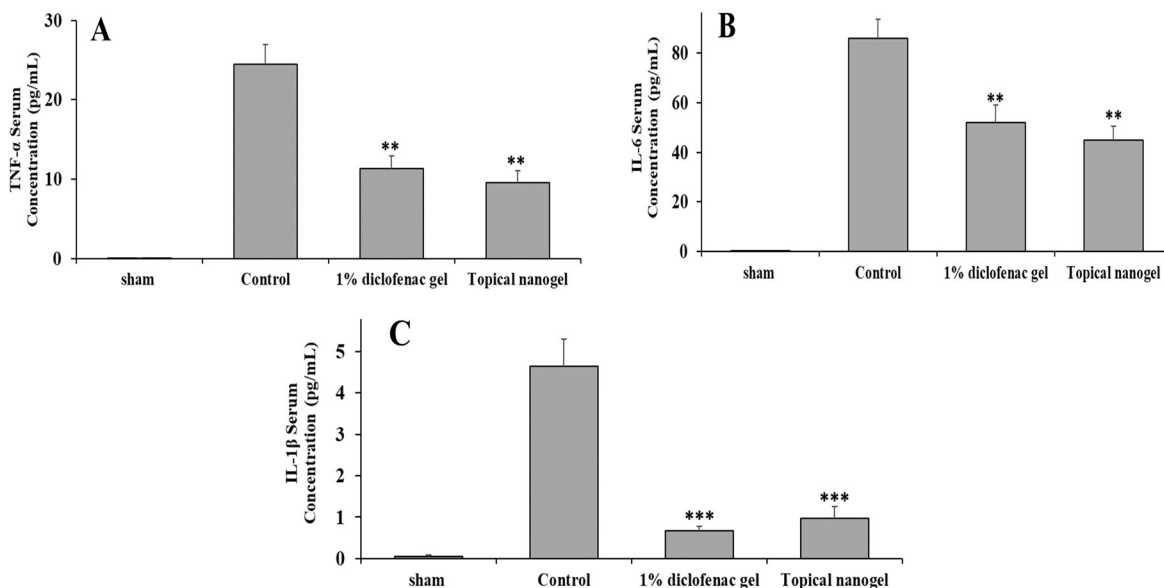 A
TNF-α Serum
Concentration (pg/mL)
30
20
10
0
**
**
sham
Control
1% diclofenac gel
Topical nanogel
B
IL-6 Serum
Concentration (pg/mL)
80
60
40
20
0
**
**
sham
Control
1% diclofenac gel
Topical nanogel
C
IL-1β Serum
Concentration (pg/mL)
5
4
3
2
1
0
***
***
sham
Control
1% diclofenac gel
Topical nanogel